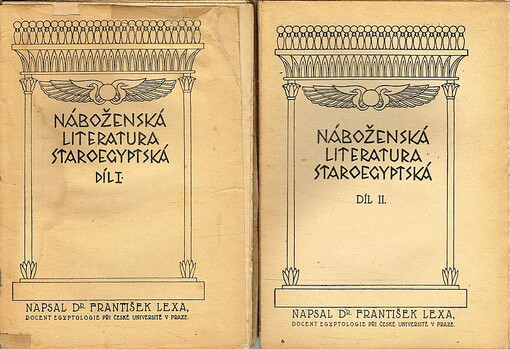 NÁBOŽENSKÁ
LITERATURA
STAROEGYPTSKÁ
DÍL I.
NAPSAL DR. FRANTIŠEK LEXA,
DOCENT EGYPTOLOGIE PŘI ČESKÉ UNIVERSITĚ V PRAZE.
NÁBOŽENSKÁ
LITERATURA
STAROEGYPTSKÁ
DÍL II.
NAPSAL DR. FRANTIŠEK LEXA,
DOCENT EGYPTOLOGIE PŘI ČESKÉ UNIVERSITĚ V PRAZE.